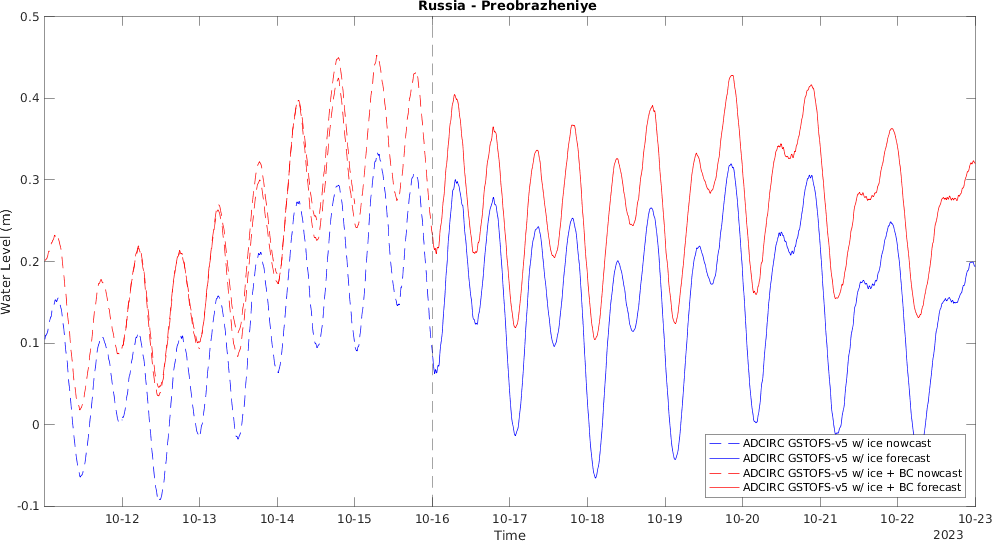 Russia - Preobrazheniye
0.5
0.4
0.3
0.2
0.1
0
-0.1
Water Level (m)
ADCIRC GSTOFS-v5 w/ ice nowcast
ADCIRC GSTOFS-v5 w/ ice forecast
ADCIRC GSTOFS-v5 w/ ice + BC nowcast
ADCIRC GSTOFS-v5 w/ ice + BC forecast
10-12 10-13 10-14 10-15 10-16 10-17 10-18 10-19 10-20 10-21 10-22 10-23
Time
2023